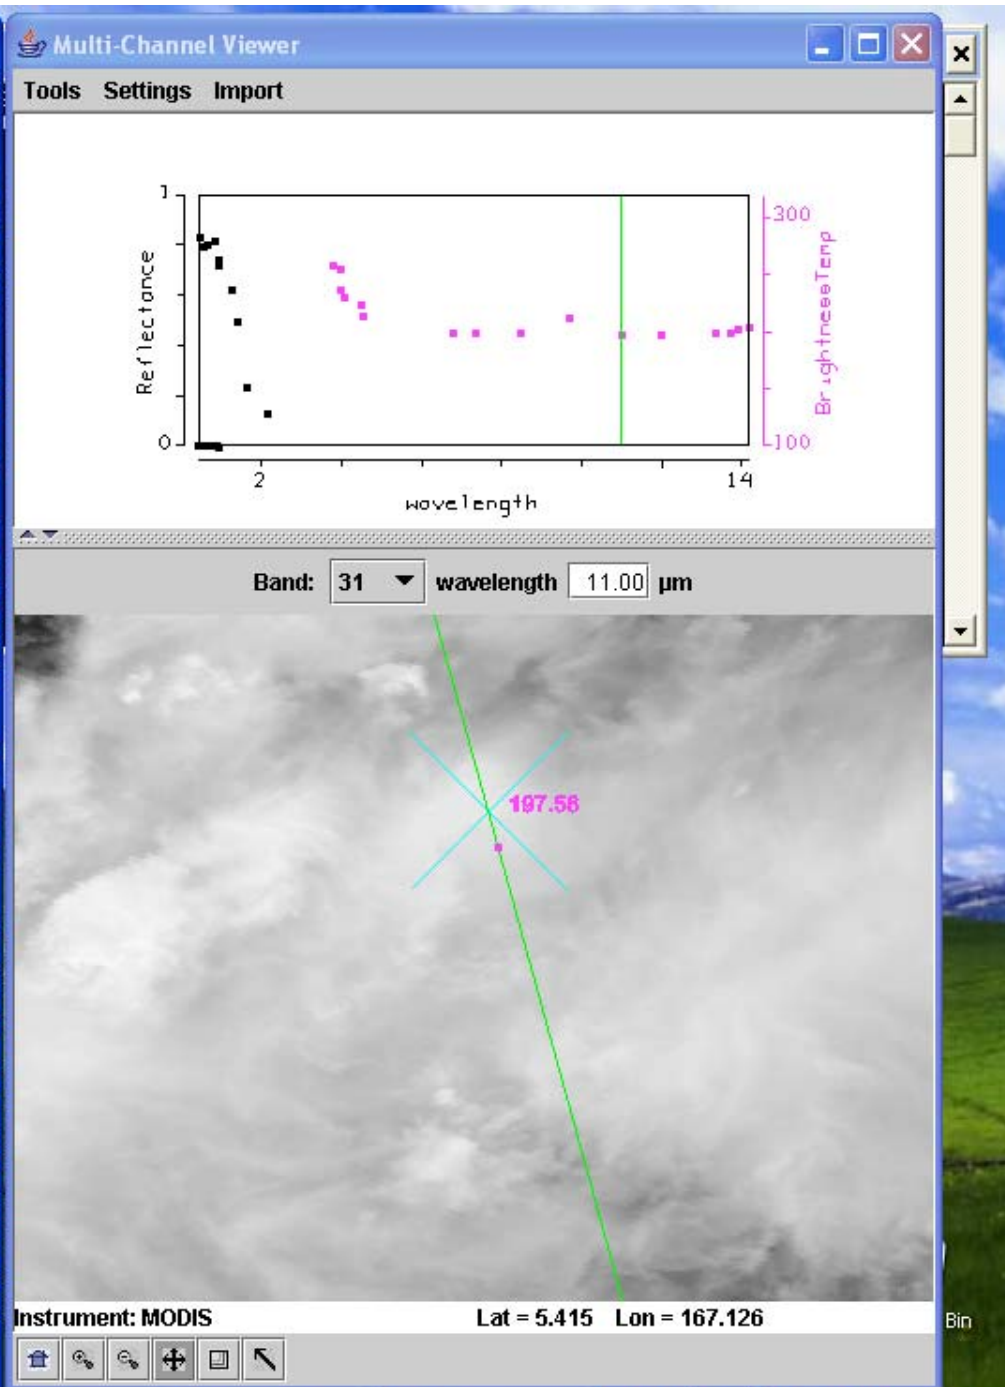 Multi-Channel Viewer
Tools Settings Import
1
Reflectance
0
300
BrightnessTemp
100
2 14
wavelength
Band: 31 wavelength 11.00 µm
197.56
Instrument: MODIS Lat = 5.415 Lon = 167.126
Bin